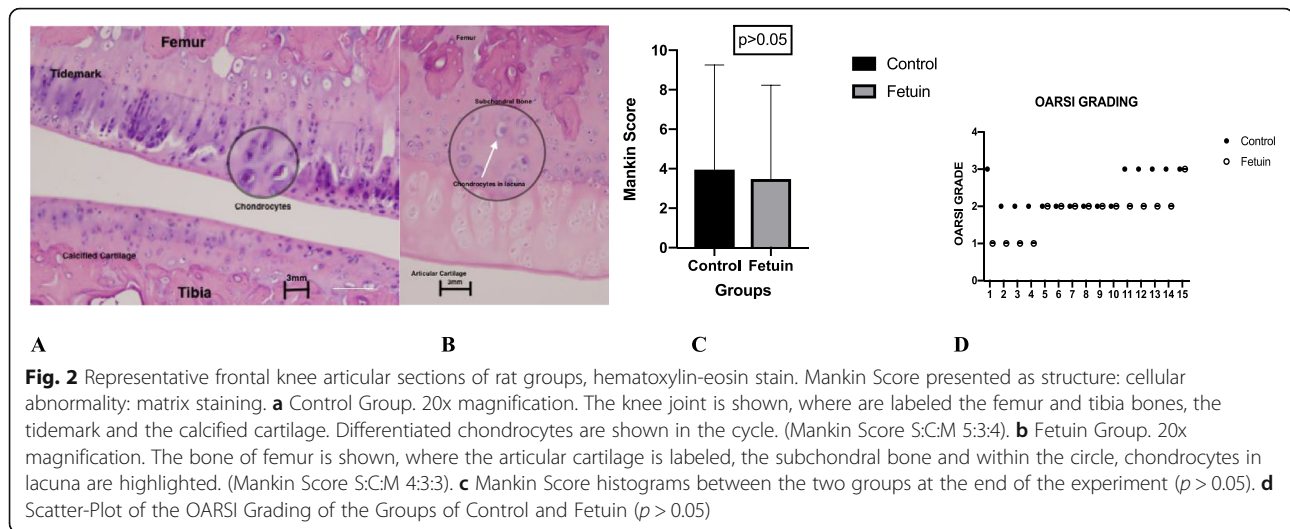 Femur
Tidemark
Chondrocytes
Calcified Cartilage
3mm
Tibia
A
Femur
Subchondral Bone
Chondrocytes in lacuna
Articular Cartilage
3mm
B
p>0.05
Mankin Score
10
8
6
4
2
0
Control Fetuin
Groups
Control
Fetuin
C
OARSI GRADING
OARSI GRADE
4
3
2
1
0
1 2 3 4 5 6 7 8 9 10 11 12 13 14 15
Control
Fetuin
D
Fig. 2 Representative frontal knee articular sections of rat groups, hematoxylin-eosin stain. Mankin Score presented as structure: cellular
abnormality: matrix staining. a Control Group. 20x magnification. The knee joint is shown, where are labeled the femur and tibia bones, the
tidemark and the calcified cartilage. Differentiated chondrocytes are shown in the cycle. (Mankin Score S:C:M 5:3:4). b Fetuin Group. 20x
magnification. The bone of femur is shown, where the articular cartilage is labeled, the subchondral bone and within the circle, chondrocytes in
lacuna are highlighted. (Mankin Score S:C:M 4:3:3). c Mankin Score histograms between the two groups at the end of the experiment (p > 0.05). d
Scatter-Plot of the OARSI Grading of the Groups of Control and Fetuin (p > 0.05)